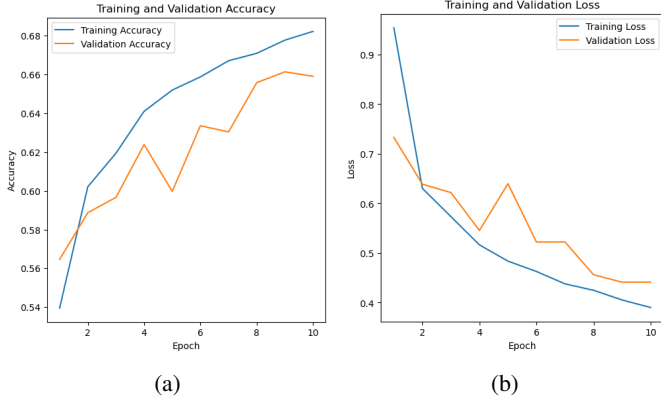 Training and Validation Accuracy
Training Accuracy
Validation Accuracy
0.68
0.66
0.64
0.62
0.60
0.58
0.56
0.54
Accuracy
2
4
6
8
10
Epoch
(a)
Training and Validation Loss
Training Loss
Validation Loss
0.9
0.8
0.7
0.6
0.5
0.4
Loss
2
4
6
8
10
Epoch
(b)